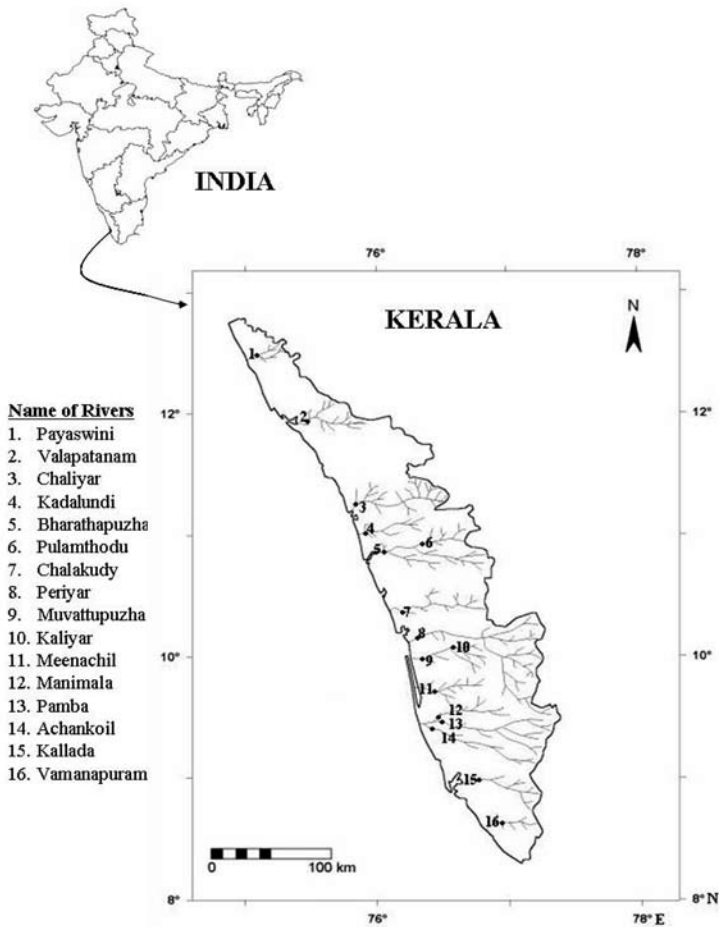 INDIA
76°
78°
KERALA
N
1
2
3
4
5
6
7
8
9
10
11
12
13
14
15
16
Name of Rivers
1. Payaswini
2. Valapatanam
3. Chaliyar
4. Kadalundi
5. Bharathapuzha
6. Pulamthodu
7. Chalakudy
8. Periyar
9. Muvattupuzha
10. Kaliyar
11. Meenachil
12. Manimala
13. Pamba
14. Achankoil
15. Kallada
16. Vamanapuram
12°
12°
10°
10°
0 100 km
8°
8° N
76°
78° E